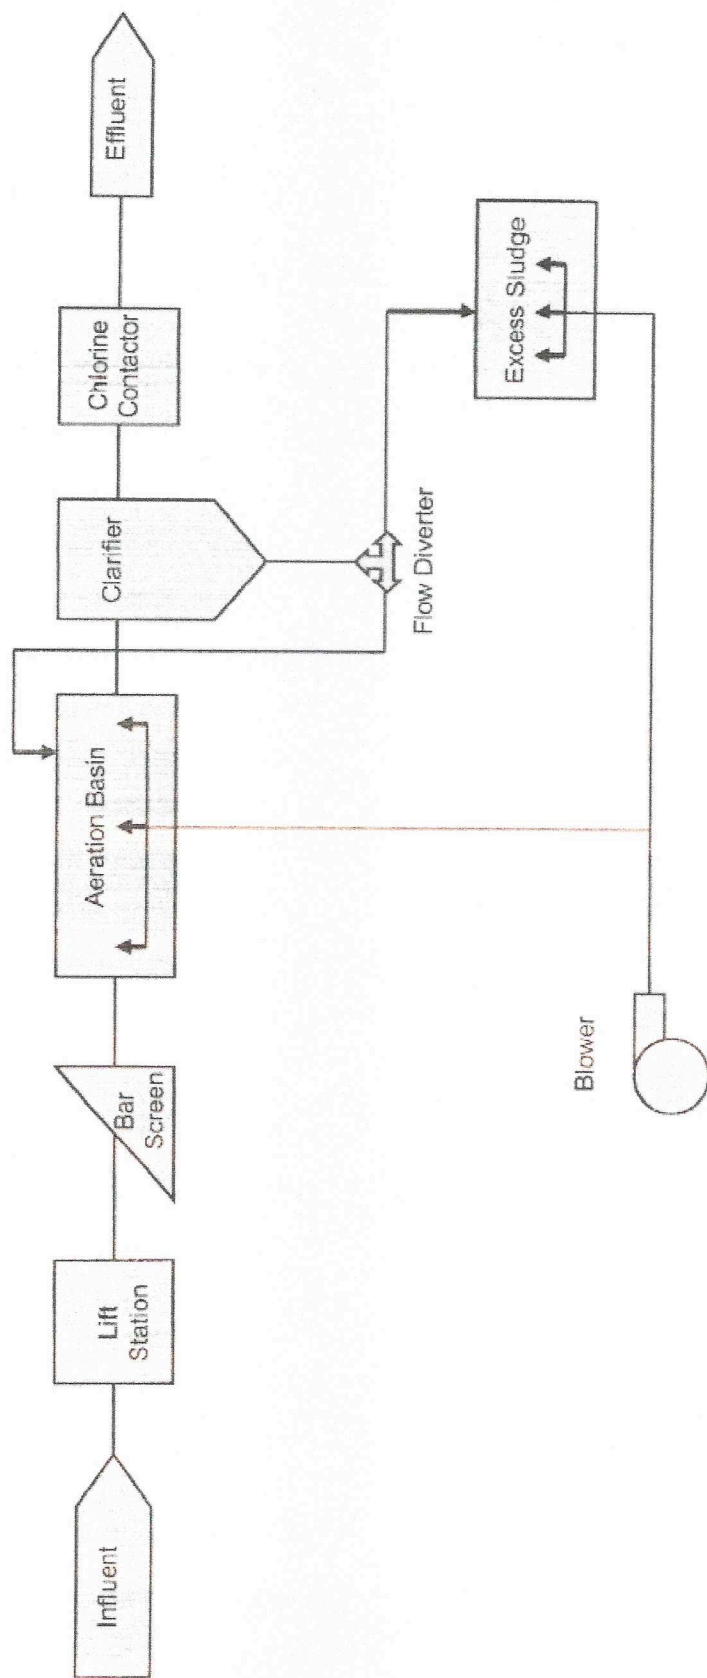 Influent
Lift
Station
Bar
Screen
Aeration Basin
Clarifier
Chlorine
Contactor
Effluent
Flow Diverter
Excess Sludge
Blower